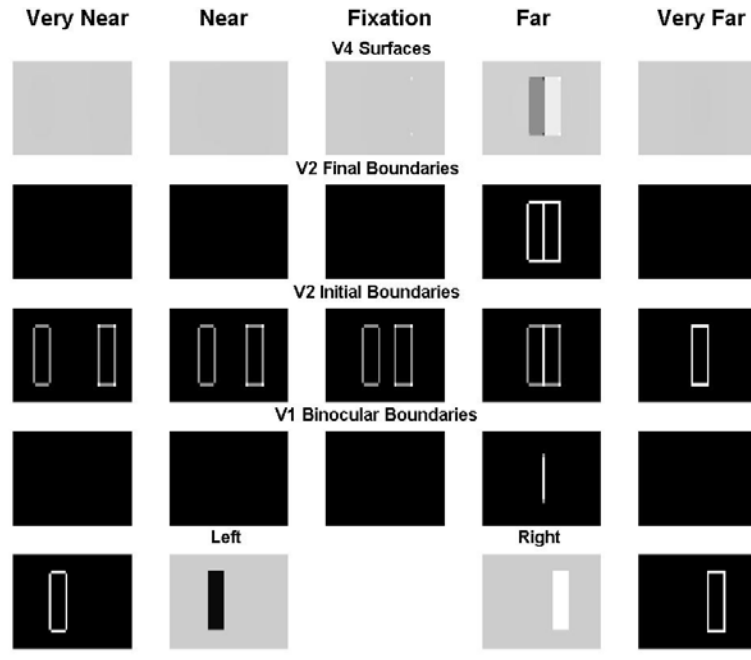 Very Near Near Fixation Far Very Far
V4 Surfaces
V2 Final Boundaries
V2 Initial Boundaries
V1 Binocular Boundaries
Left Right